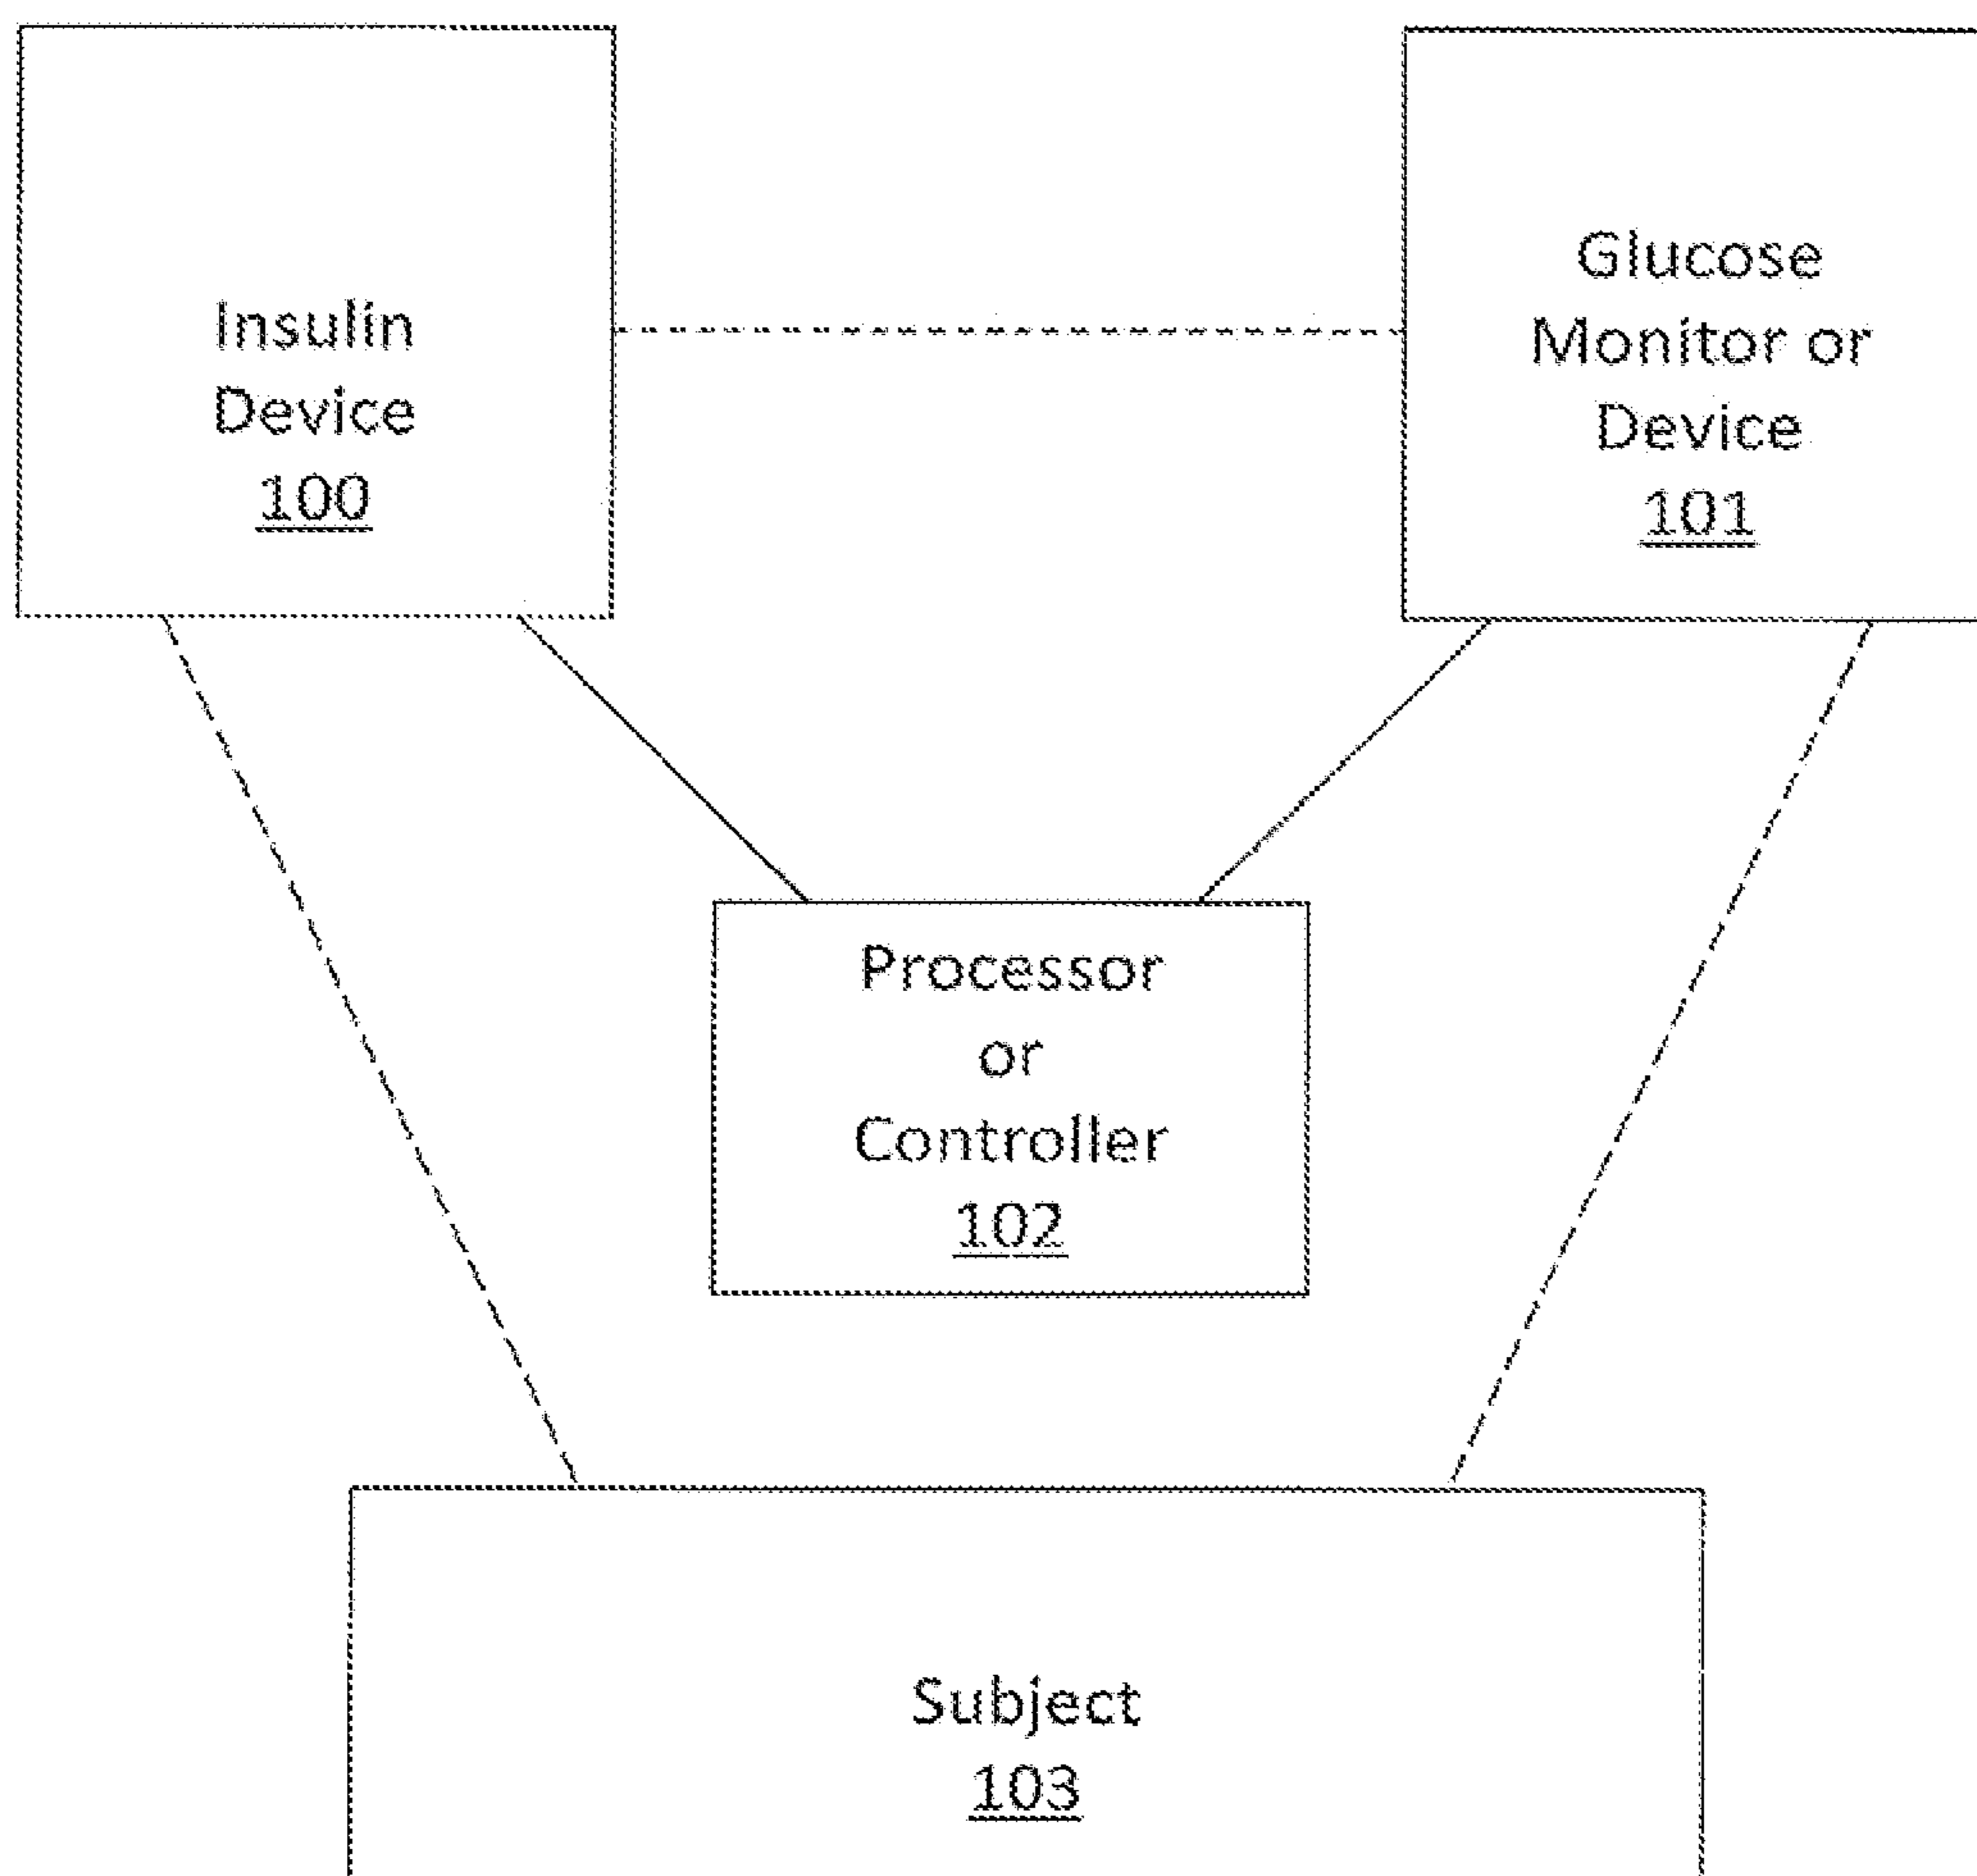 Insulin
Device
100
Glucose
Monitor or
Device
101
Processor
or
Controller
102
Subject
103